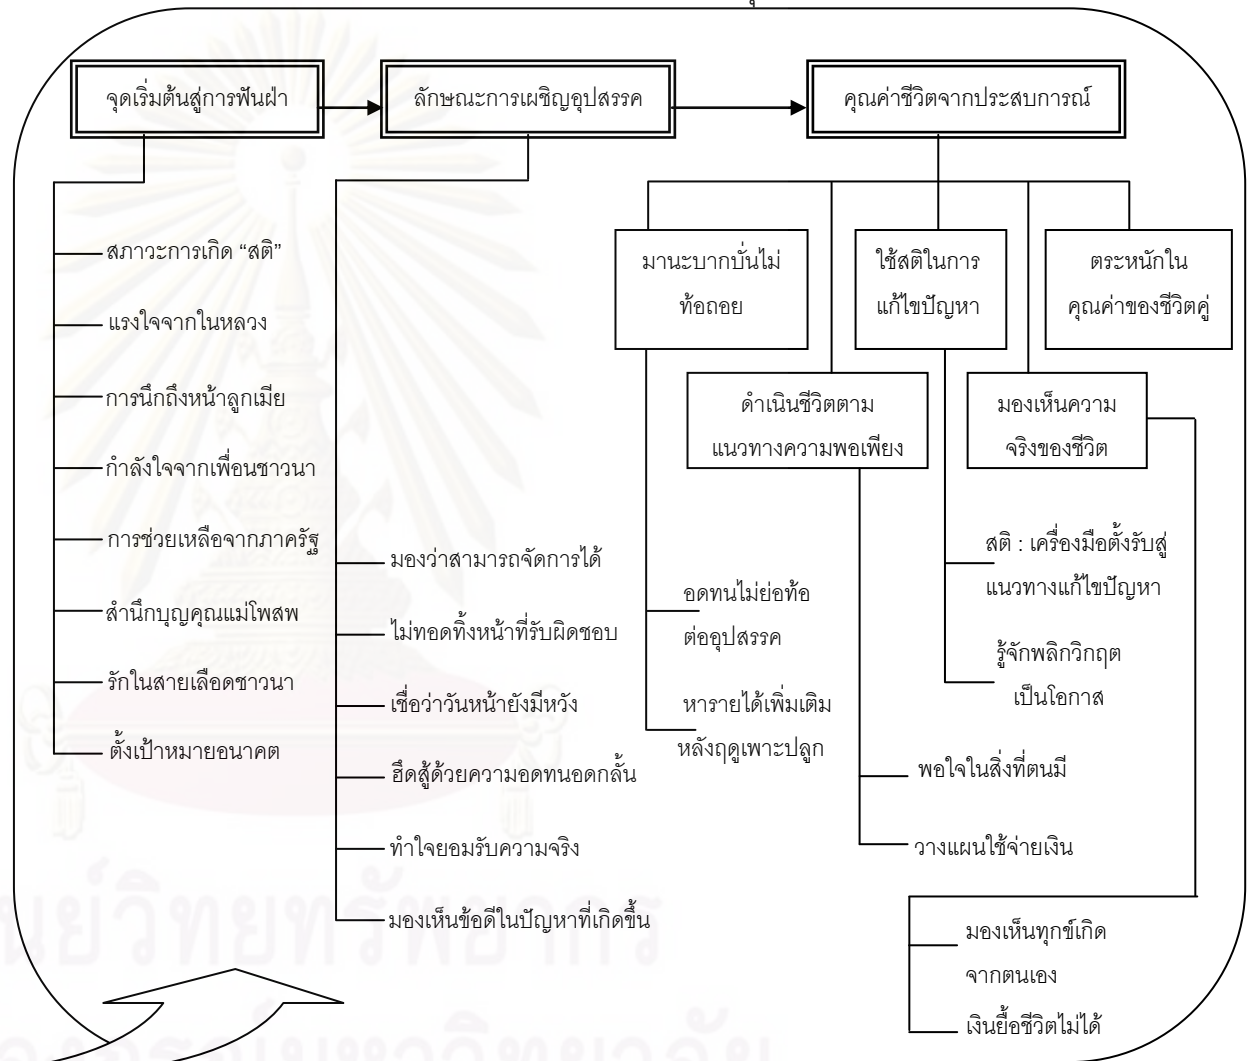 จุดเริ่มต้นสู่การฟันฝ่า
ลักษณะการเผชิญอุปสรรค
คุณค่าชีวิตจากประสบการณ์
สภาวะการเกิด “สติ”
แรงใจจากในหลวง
การนึกถึงหน้าลูกเมีย
กำลังใจจากเพื่อนชาวนา
การช่วยเหลือจากภาครัฐ
สำนึกบุญคุณแม่โพสพ
รักในสายเลือดชาวนา
ตั้งเป้าหมายอนาคต
มองว่าสามารถจัดการได้
ไม่ทอดทิ้งหน้าที่รับผิดชอบ
เชื่อว่าวันหน้ายังมีหวัง
ฮึดสู้ด้วยความอดทนอดกลั้น
ทำใจยอมรับความจริง
มองเห็นข้อดีในปัญหาที่เกิดขึ้น
มานะบากบั่นไม่
ท้อถอย
อดทนไม่ย่อท้อ
ต่ออุปสรรค
หารายได้เพิ่มเติม
หลังฤดูเพาะปลูก
ดำเนินชีวิตตาม
แนวทางความพอเพียง
พอใจในสิ่งที่ตนมี
วางแผนใช้จ่ายเงิน
ใช้สติในการ
แก้ไขปัญหา
สติ : เครื่องมือตั้งรับสู่
แนวทางแก้ไขปัญหา
รู้จักพลิกวิกฤต
เป็นโอกาส
มองเห็นความ
จริงของชีวิต
มองเห็นทุกข์เกิด
จากตนเอง
เงินยื้อชีวิตไม่ได้
ตระหนักใน
คุณค่าของชีวิตคู่